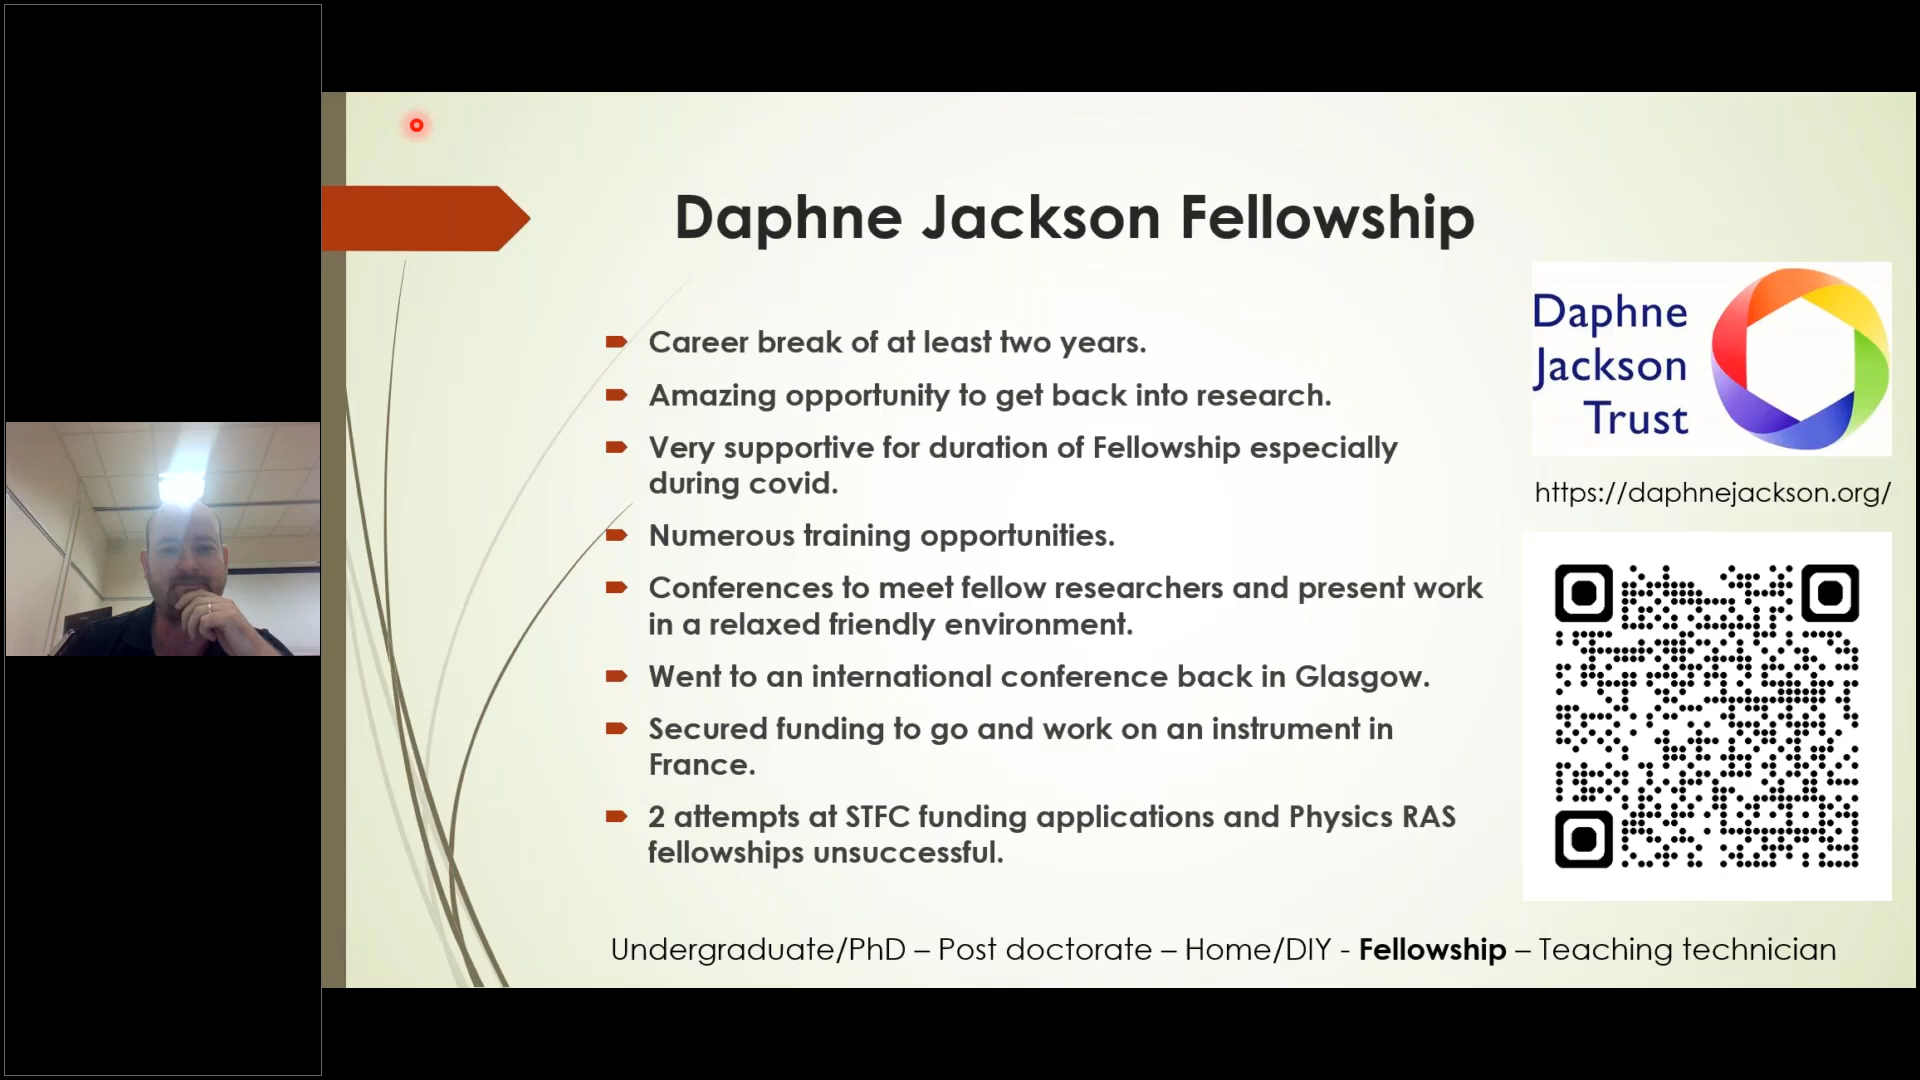 Daphne Jackson Fellowship
Career break of at least two years.
Amazing opportunity to get back into research.
Very supportive for duration of Fellowship especially
during covid.
Numerous training opportunities.
Conferences to meet fellow researchers and present work
in a relaxed friendly environment.
Went to an international conference back in Glasgow.
Secured funding to go and work on an instrument in
France.
2 attempts at STFC funding applications and Physics RAS
fellowships unsuccessful.
Daphne
Jackson
Trust
https://daphnejackson.org/
Undergraduate/PhD – Post doctorate – Home/DIY - Fellowship – Teaching technician